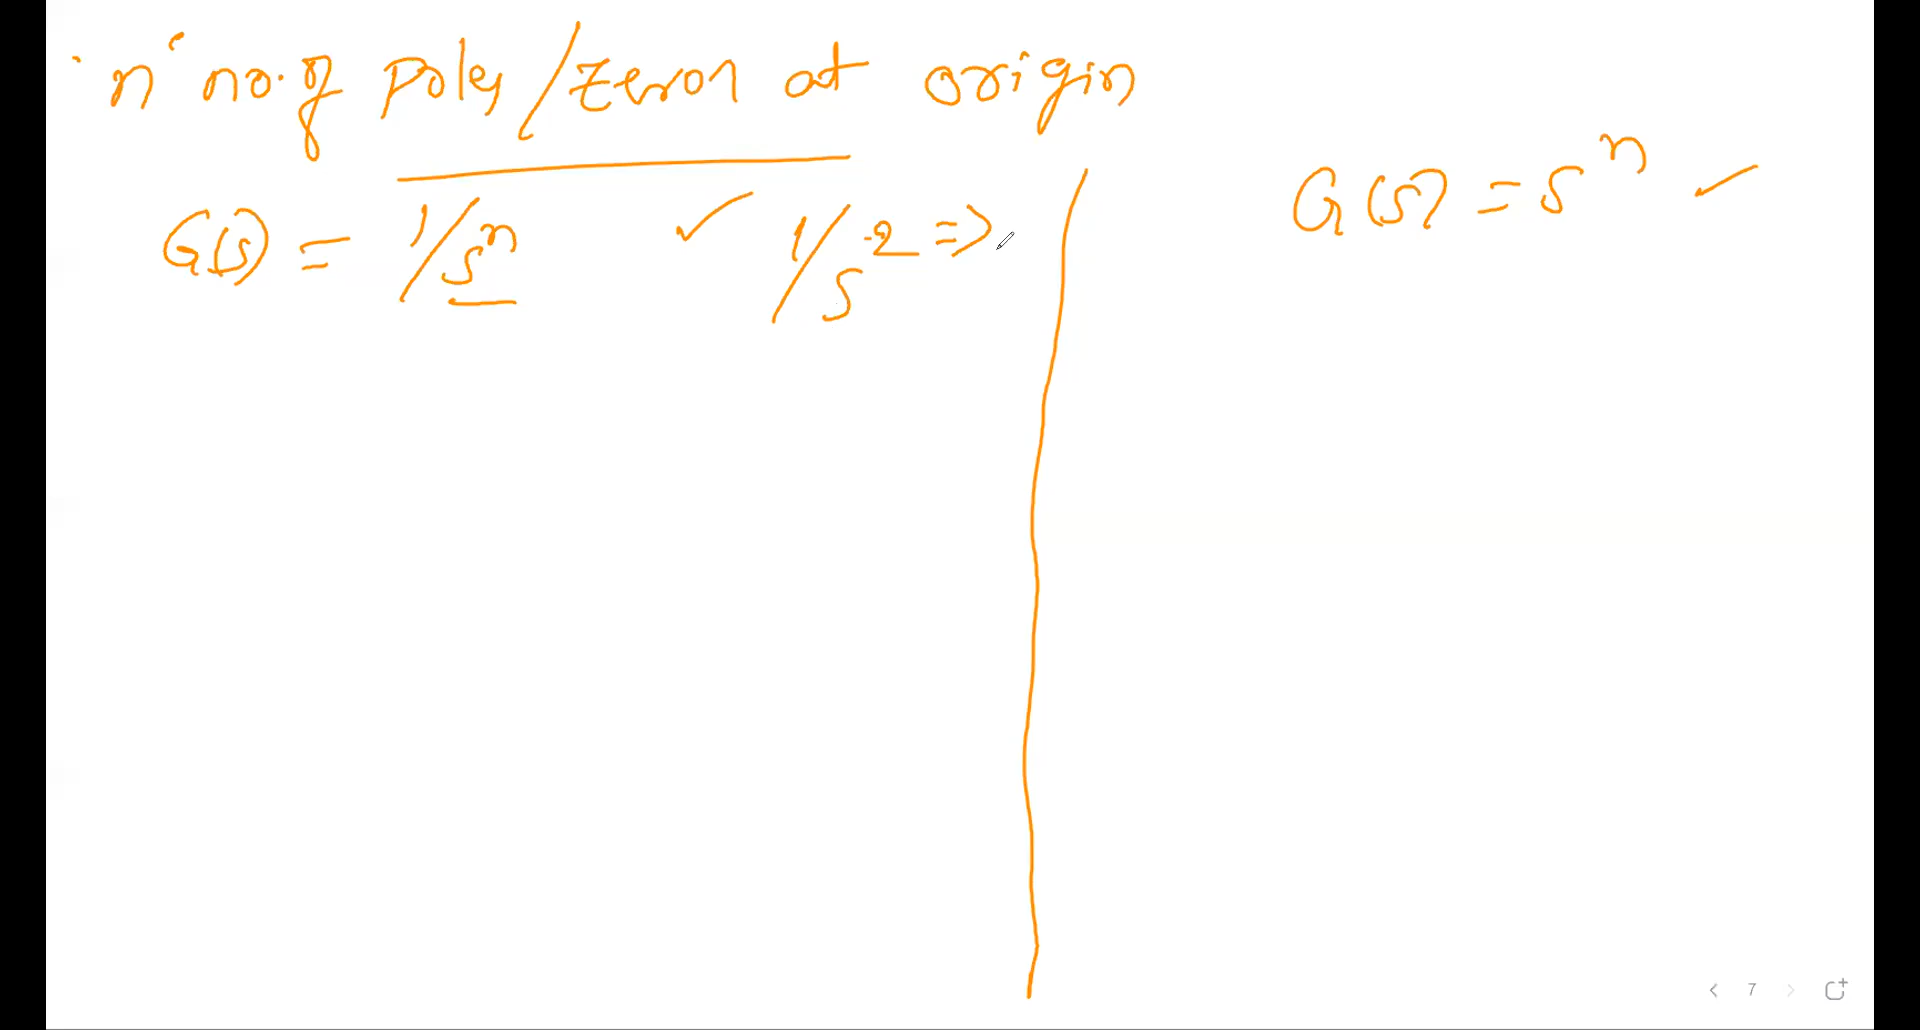 'n' no. of Poles/Zeros at origin
G(s) = 1/s^n ✓ 1/s^2 =>
G(s) = s^n ✓
< 7 >